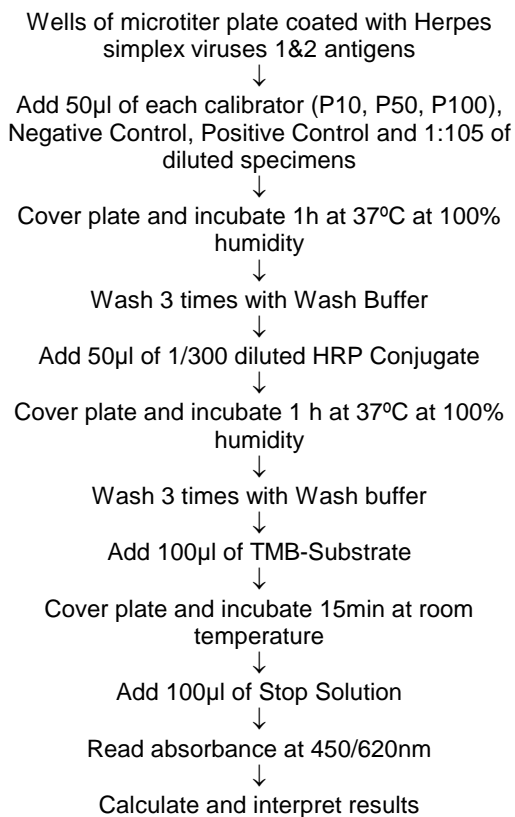 Wells of microtiter plate coated with Herpes
simplex viruses 1&2 antigens
↓
Add 50µl of each calibrator (P10, P50, P100),
Negative Control, Positive Control and 1:105 of
diluted specimens
↓
Cover plate and incubate 1h at 37ºC at 100%
humidity
↓
Wash 3 times with Wash Buffer
↓
Add 50µl of 1/300 diluted HRP Conjugate
↓
Cover plate and incubate 1 h at 37ºC at 100%
humidity
↓
Wash 3 times with Wash buffer
↓
Add 100µl of TMB-Substrate
↓
Cover plate and incubate 15min at room
temperature
↓
Add 100µl of Stop Solution
↓
Read absorbance at 450/620nm
↓
Calculate and interpret results